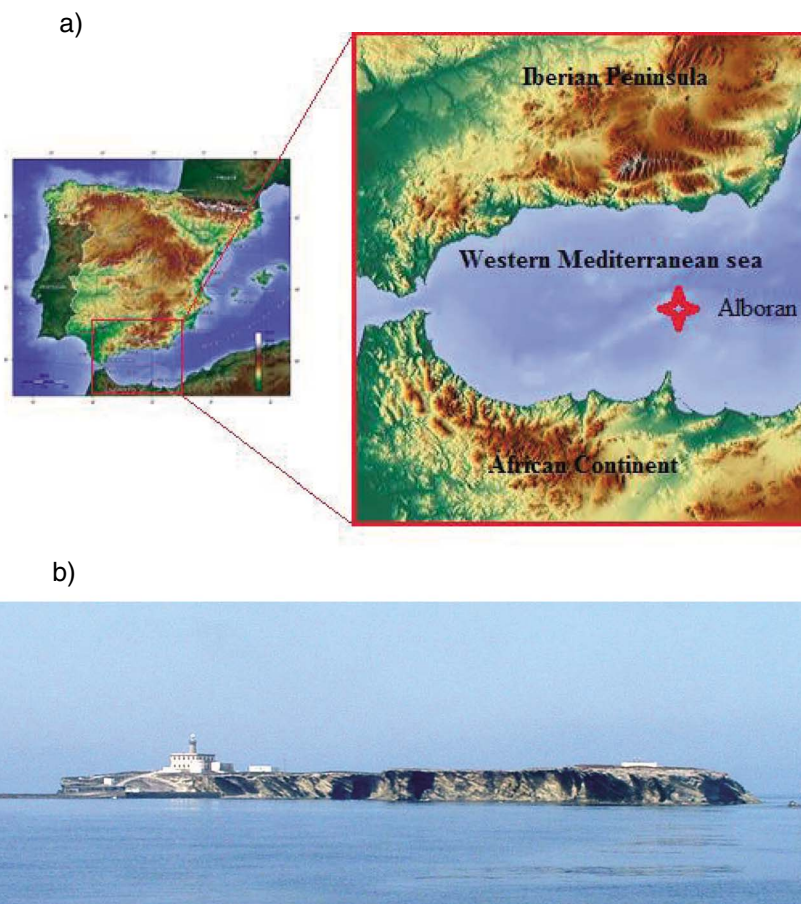 a)
Iberian Peninsula
Western Mediterranean sea
Alboran
African Continent
b)